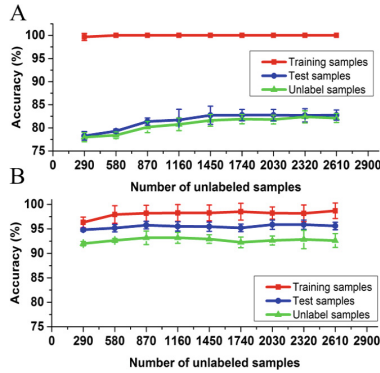 A
Accuracy (%)
100
95
90
85
80
75
Training samples
Test samples
Unlabel samples
0 290 580 870 1160 1450 1740 2030 2320 2610 2900
Number of unlabeled samples
B
Accuracy (%)
100
95
90
85
80
75
Training samples
Test samples
Unlabel samples
0 290 580 870 1160 1450 1740 2030 2320 2610 2900
Number of unlabeled samples